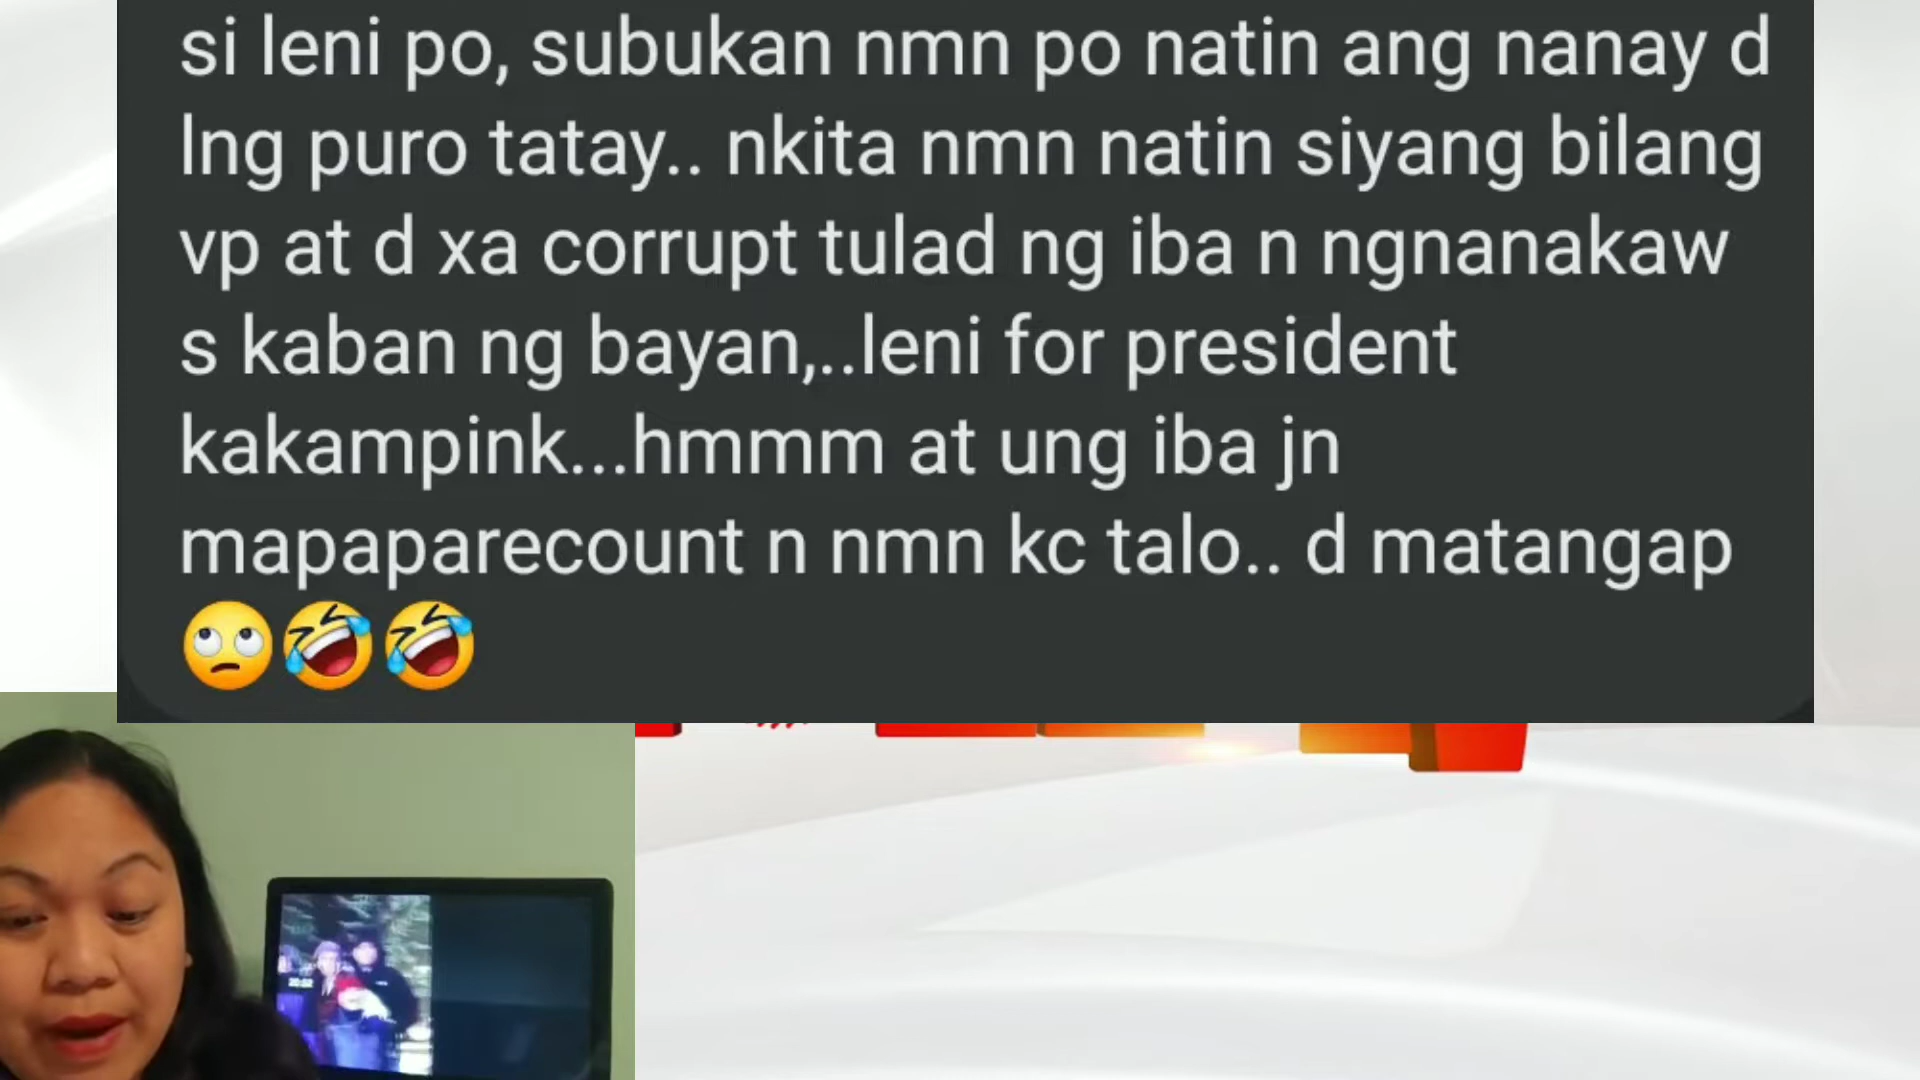 si leni po, subukan nmn po natin ang nanay d
lng puro tatay.. nkita nmn natin siyang bilang
vp at d xa corrupt tulad ng iba n ngnanakaw
s kaban ng bayan,..leni for president
kakampink...hmmm at ung iba jn
mapaparecount n nmn kc talo.. d matangap
🙄🤣🤣